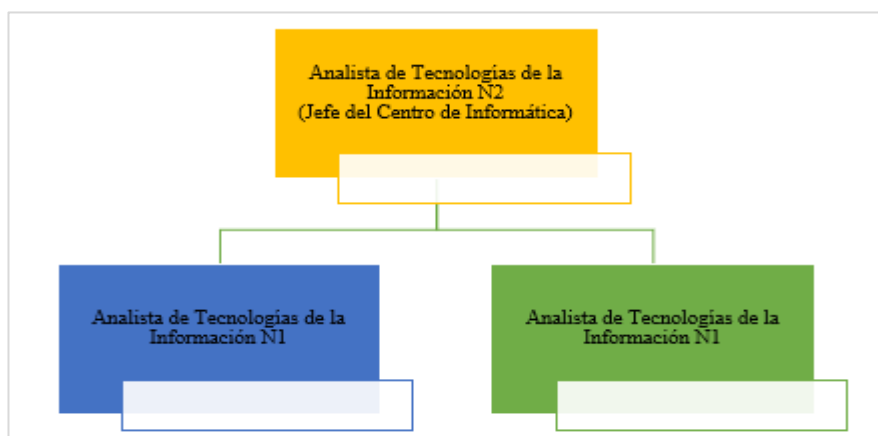 Analista de Tecnologías de la
Información N2
(Jefe del Centro de Informática)
Analista de Tecnologías de la
Información N1
Analista de Tecnologías de la
Información N1